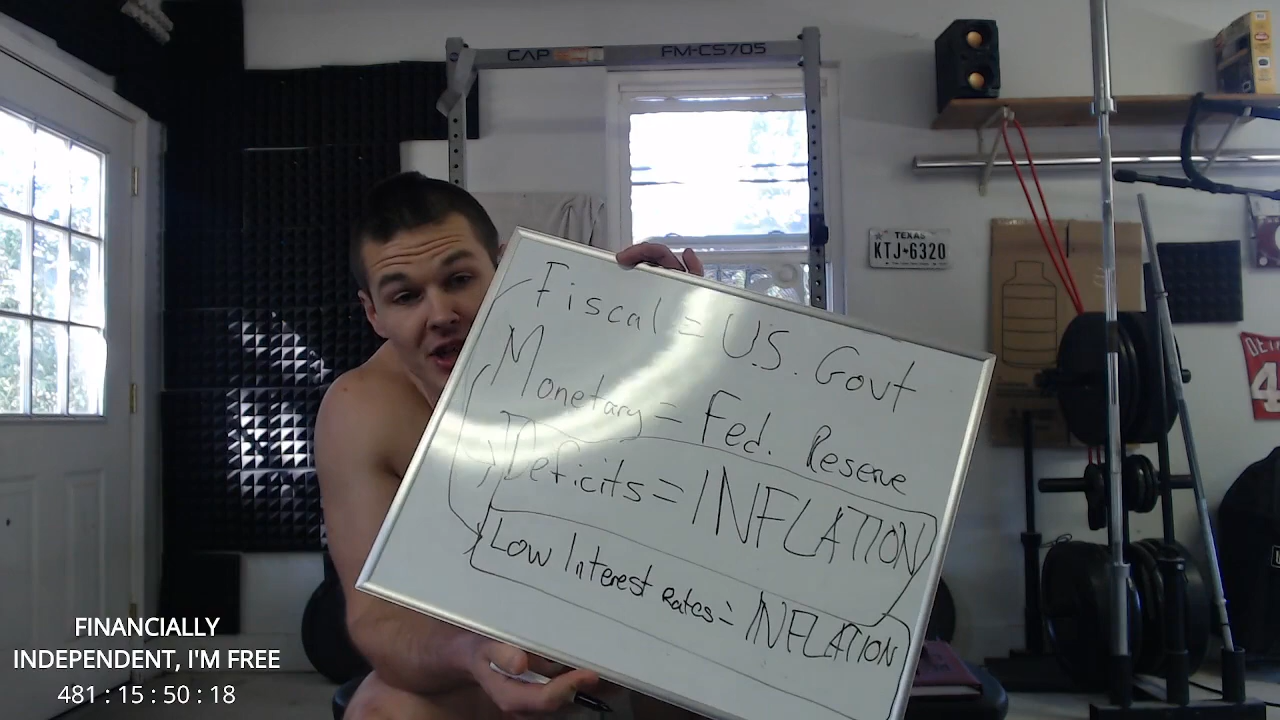 CAP FM-CS705
TEXAS
KTJ 6320
Fiscal = U.S. Govt
Monetary = Fed. Reserve
Deficits = INFLATION
Low Interest Rates = INFLATION
FINANCIALLY
INDEPENDENT, I'M FREE
481 : 15 : 50 : 18